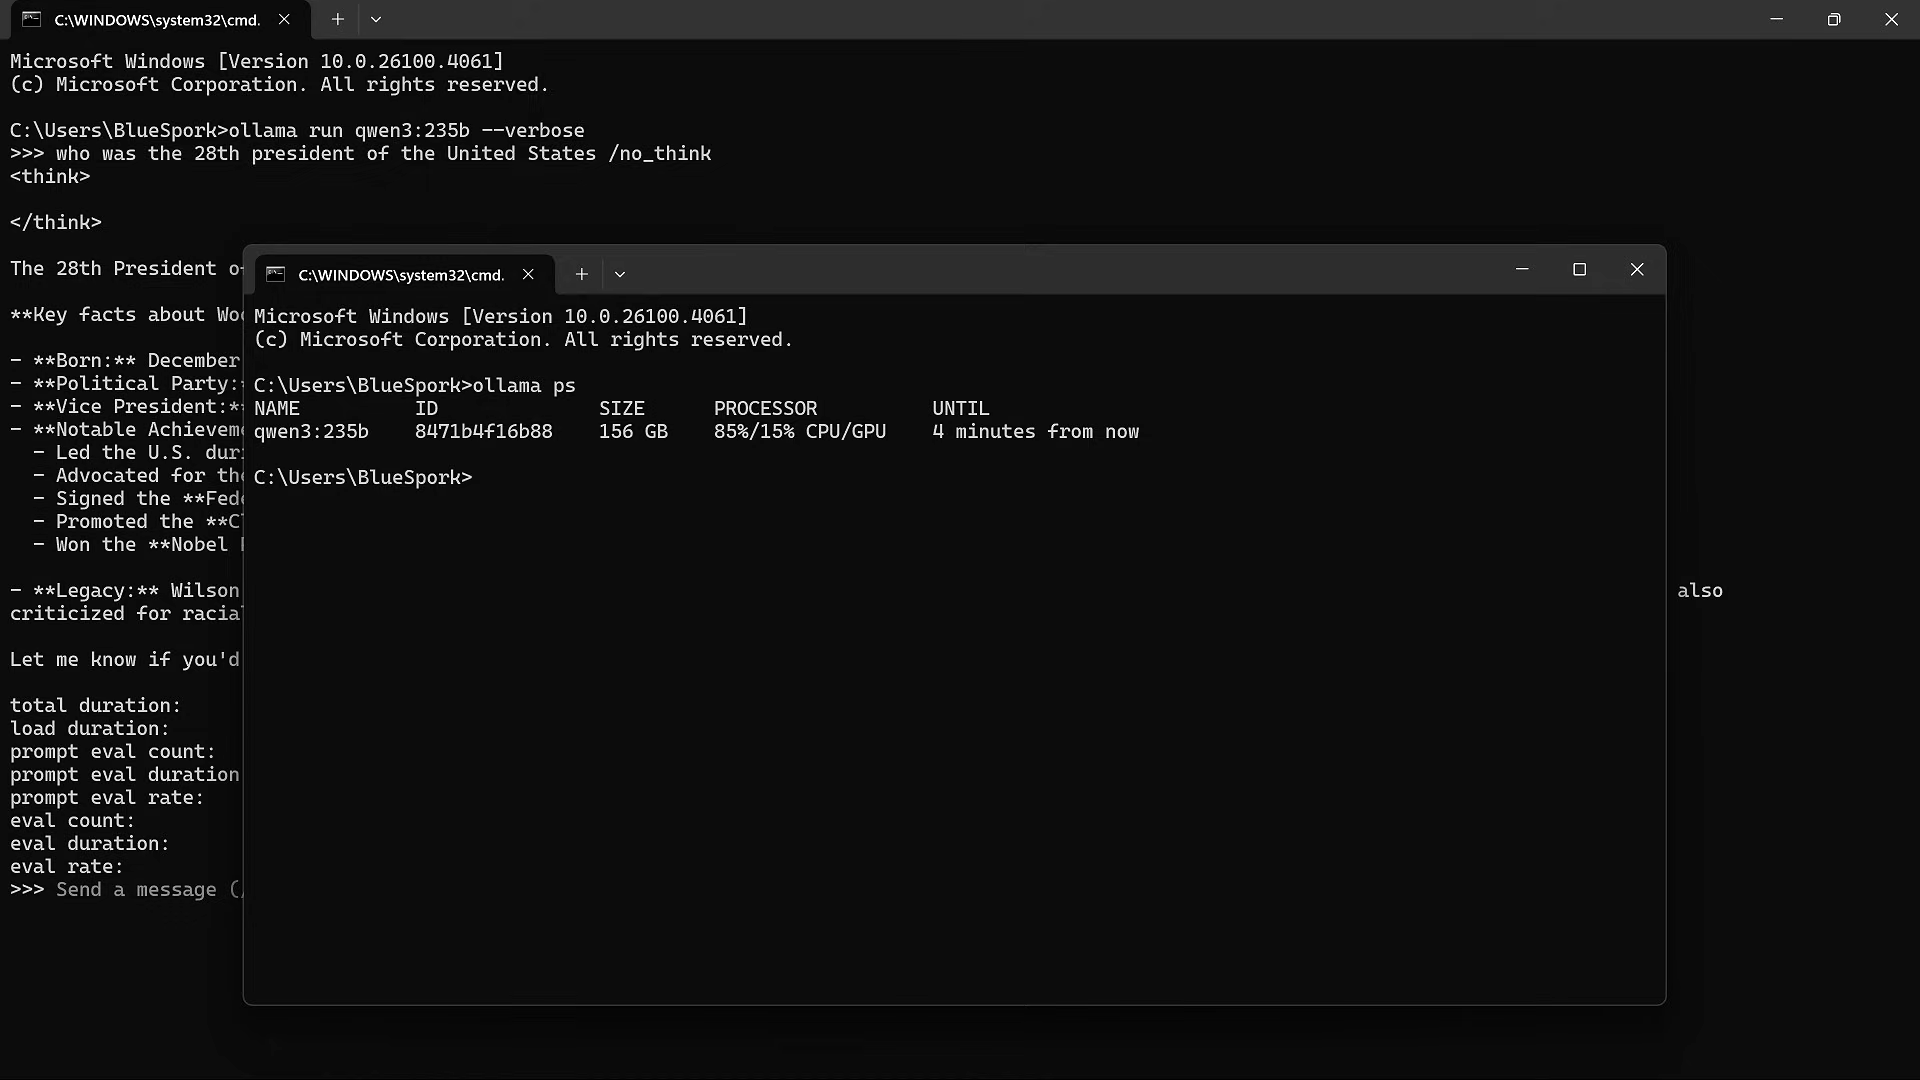 C:\WINDOWS\system32\cmd.
Microsoft Windows [Version 10.0.26100.4061]
(c) Microsoft Corporation. All rights reserved.
C:\Users\BlueSpork>ollama run qwen3:235b --verbose
>>> who was the 28th president of the United States /no_think
<think>
</think>
The 28th President
**Key facts about
- **Born:** December
- **Political Party:
- **Vice President:**
- **Notable
- Led the U.S.
- Advocated for
- Signed the
- Promoted the
- Won the **Nobel
- **Legacy:** Wilson also
criticized for
Let me know if you'd
total duration:
load duration:
prompt eval count:
prompt eval duration
prompt eval rate:
eval count:
eval duration:
eval rate:
>>> Send a message (/
C:\WINDOWS\system32\cmd.
Microsoft Windows [Version 10.0.26100.4061]
(c) Microsoft Corporation. All rights reserved.
C:\Users\BlueSpork>ollama ps
NAME ID SIZE PROCESSOR UNTIL
qwen3:235b 8471b4f16b88 156 GB 85%/15% CPU/GPU 4 minutes from now
C:\Users\BlueSpork>